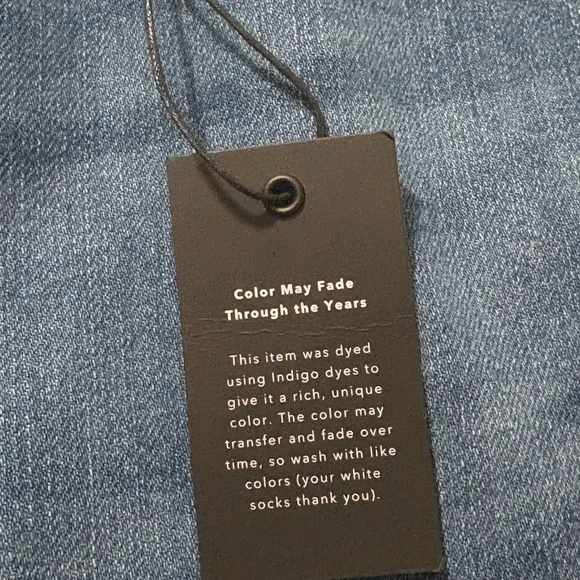 Color May Fade
Through the Years
This item was dyed
using Indigo dyes to
give it a rich, unique
color. The color may
transfer and fade over
time, so wash with like
colors (your white
socks thank you).